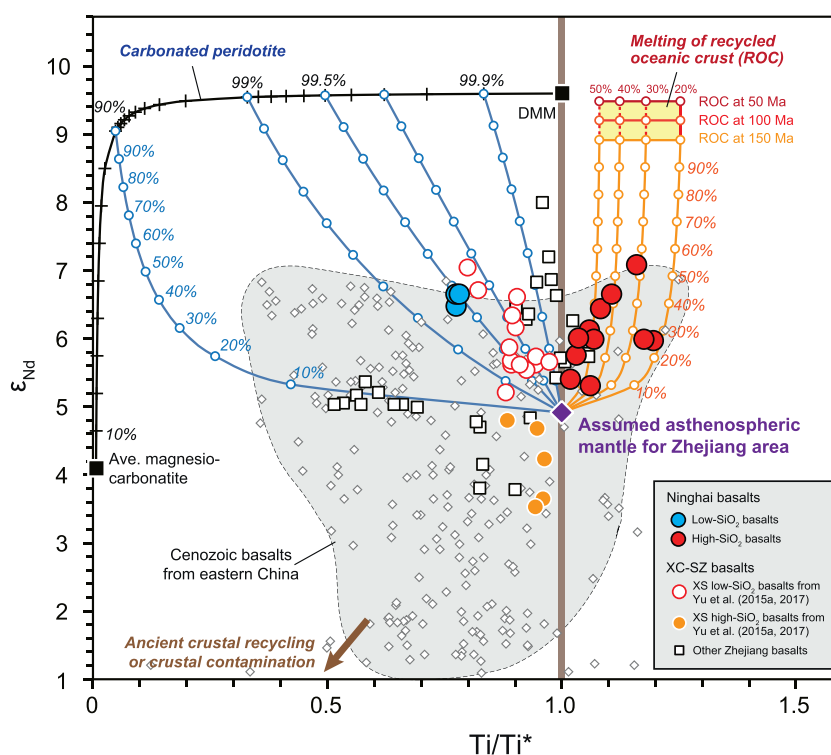 Carbonated peridotite
Melting of recycled
oceanic crust (ROC)
10
9
8
7
6
5
4
3
2
1
εNd
90%
99%
99.5%
99.9%
DMM
50% 40% 30% 20%
ROC at 50 Ma
ROC at 100 Ma
ROC at 150 Ma
90%
80%
70%
60%
50%
40%
30%
20%
10%
90%
80%
70%
60%
50%
40%
30%
20%
10%
10%
Ave. magnesio-
carbonatite
Assumed asthenospheric
mantle for Zhejiang area
Cenozoic basalts
from eastern China
Ancient crustal recycling
or crustal contamination
Ninghai basalts
Low-SiO₂ basalts
High-SiO₂ basalts
XC-SZ basalts
XS low-SiO₂ basalts from
Yu et al. (2015a, 2017)
XS high-SiO₂ basalts from
Yu et al. (2015a, 2017)
Other Zhejiang basalts
0 0.5 1.0 1.5
Ti/Ti*